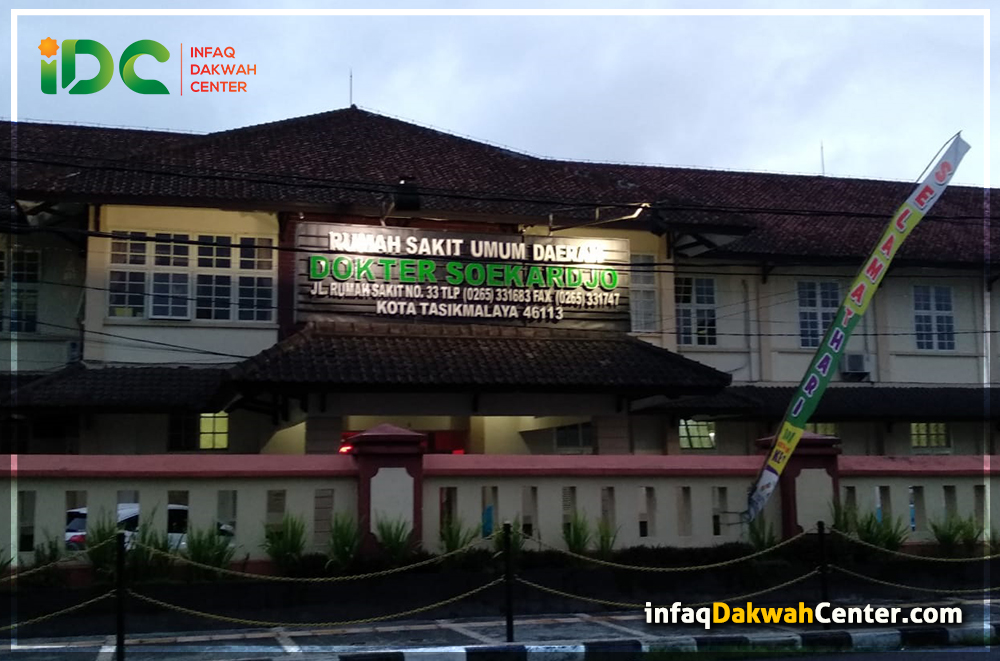 iDC
INFAQ
DAKWAH
CENTER
RUMAH SAKIT UMUM DAERAH
DOKTER SOEKARDJO
JL. RUMAH SAKIT NO. 33 TLP (0265) 331683 FAX. (0265) 331747
KOTA TASIKMALAYA 46113
SELAMAT HARI
infaqDakwahCenter.com